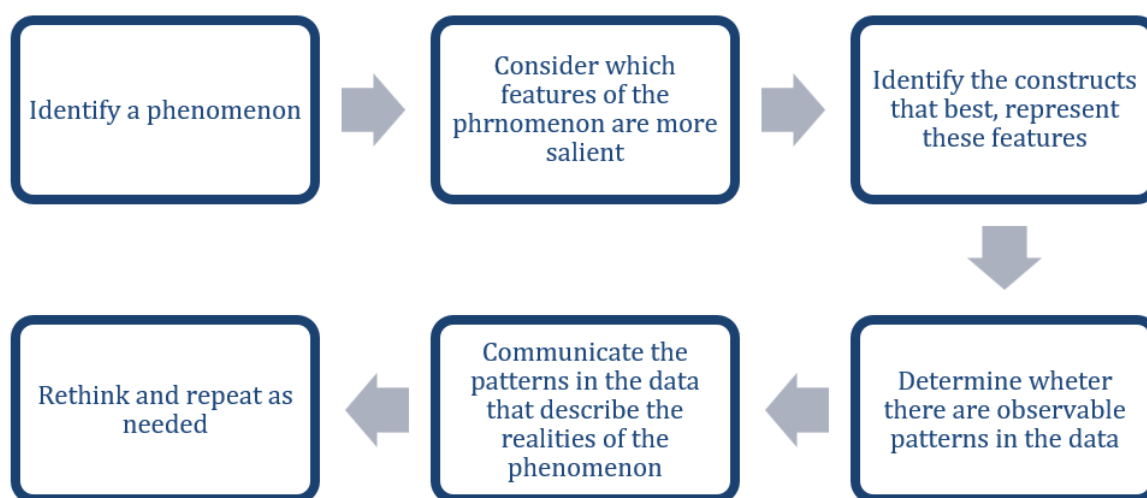 Identify a phenomenon
Consider which
features of the
phrnomenon are more
salient
Identify the constructs
that best, represent
these features
Rethink and repeat as
needed
Communicate the
patterns in the data
that describe the
realities of the
phenomenon
Determine wheter
there are observable
patterns in the data